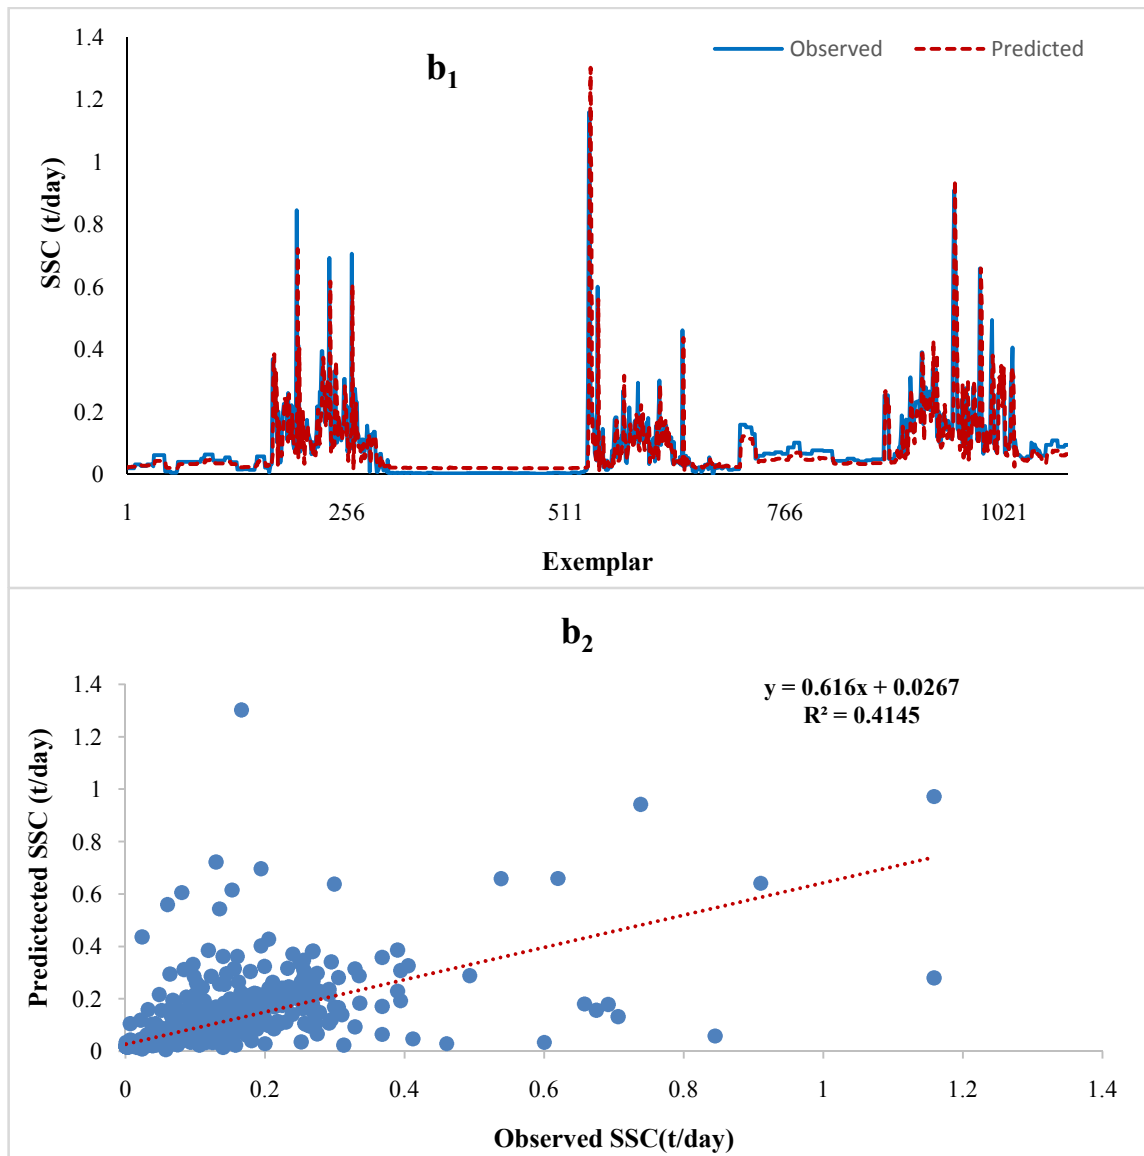 b1
Observed Predicted
SSC (t/day)
1.4
1.2
1
0.8
0.6
0.4
0.2
0
1 256 511 766 1021
Exemplar
b2
y = 0.616x + 0.0267
R² = 0.4145
Predictected SSC (t/day)
1.4
1.2
1
0.8
0.6
0.4
0.2
0
0 0.2 0.4 0.6 0.8 1 1.2 1.4
Observed SSC(t/day)